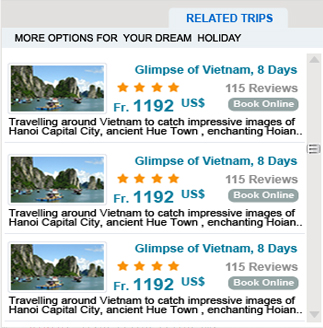 RELATED TRIPS
MORE OPTIONS FOR YOUR DREAM HOLIDAY
Glimpse of Vietnam, 8 Days
115 Reviews
Fr. 1192 US$
Book Online
Travelling around Vietnam to catch impressive images of
Hanoi Capital City, ancient Hue Town , enchanting Hoian..
Glimpse of Vietnam, 8 Days
115 Reviews
Fr. 1192 US$
Book Online
Travelling around Vietnam to catch impressive images of
Hanoi Capital City, ancient Hue Town , enchanting Hoian..
Glimpse of Vietnam, 8 Days
115 Reviews
Fr. 1192 US$
Book Online
Travelling around Vietnam to catch impressive images of
Hanoi Capital City, ancient Hue Town , enchanting Hoian..